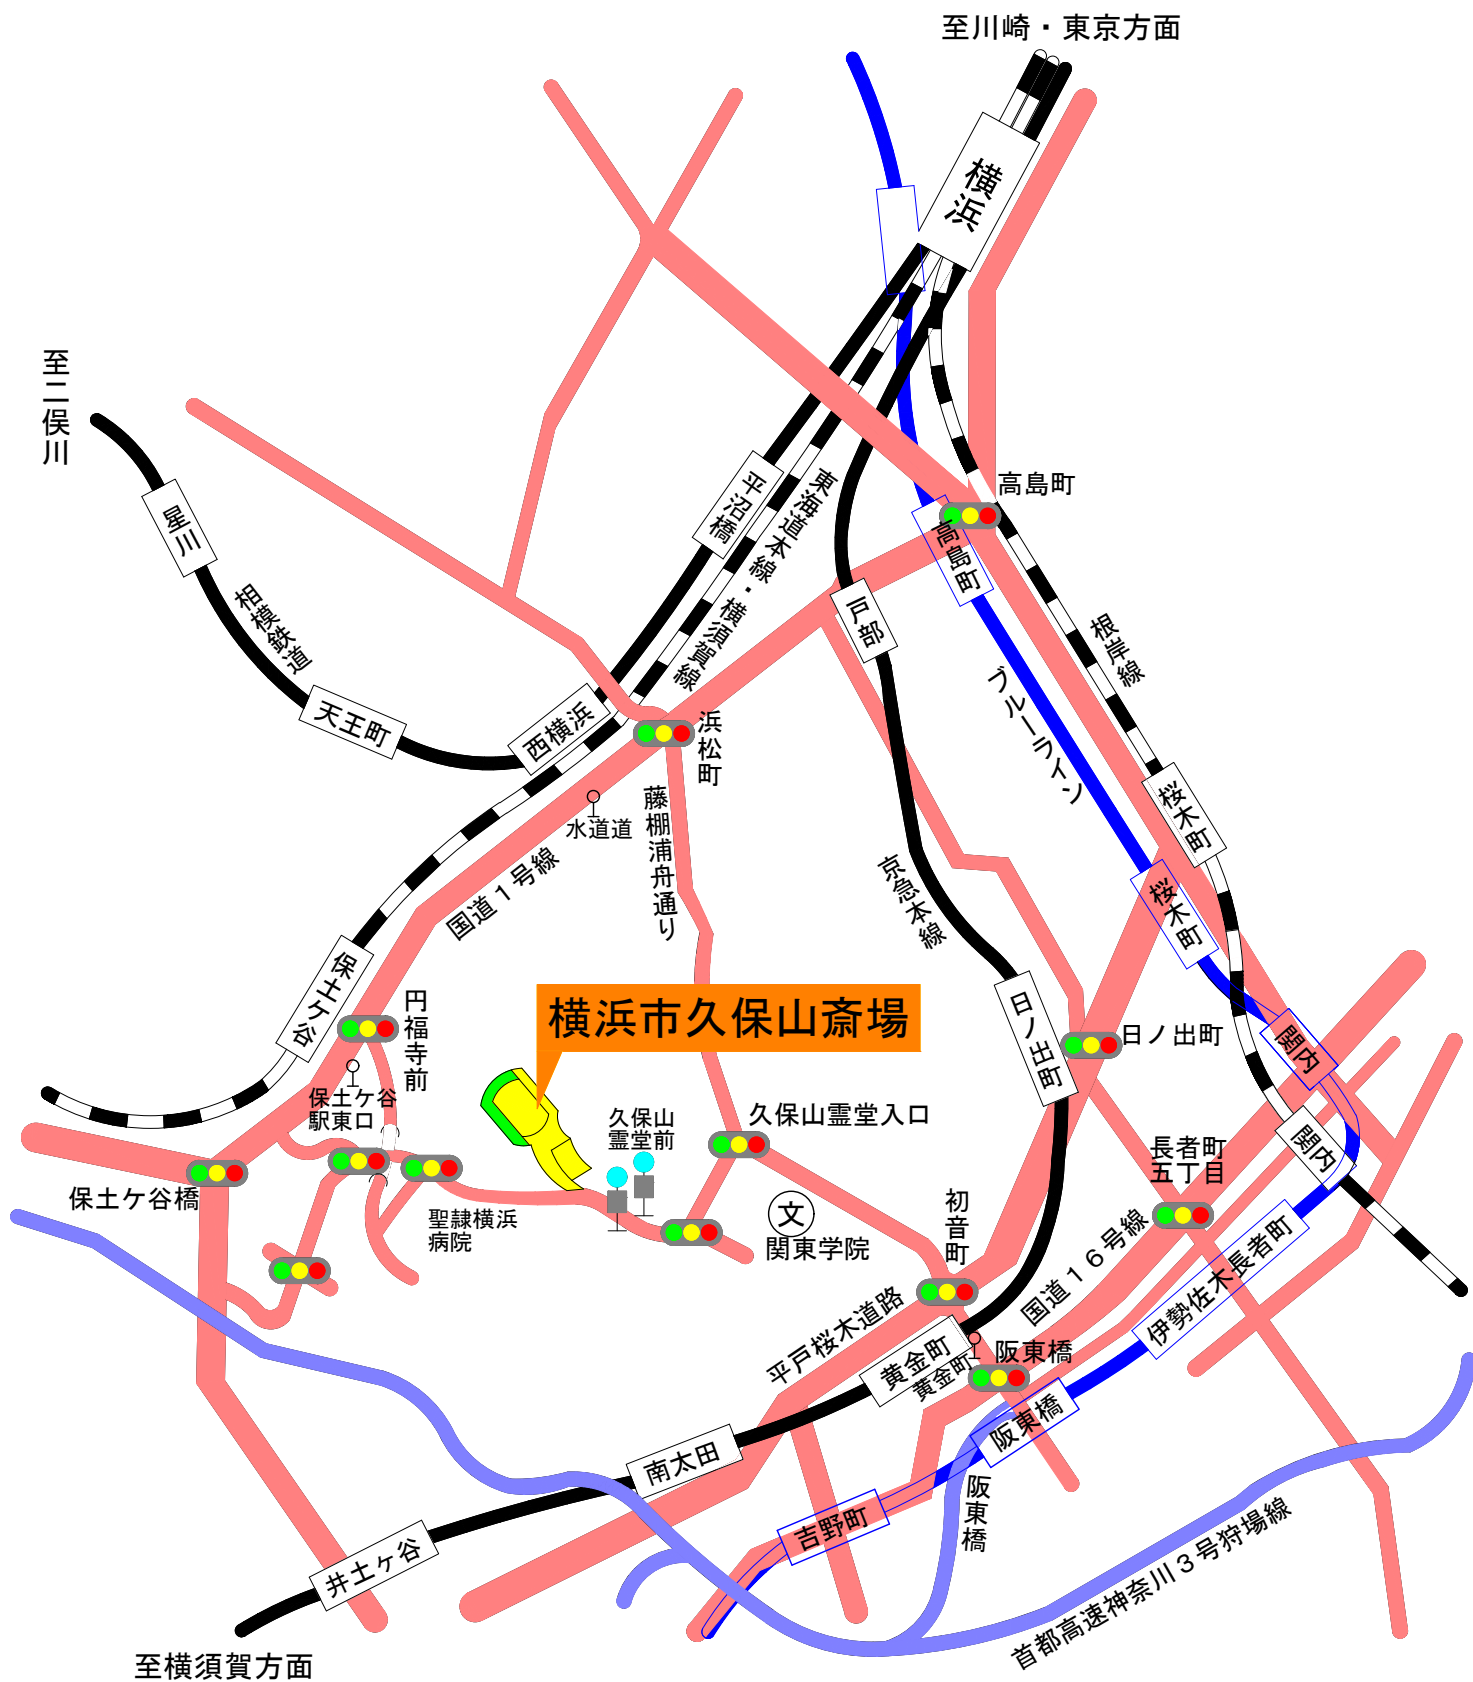 至川崎・東京方面
横浜
至二俣川
星川
相模鉄道
天王町
西横浜
平沼橋
東海道本線・横須賀線
高島町
高島町
戸部
根岸線
ブルーライン
浜松町
水道道
藤棚浦舟通り
国道1号線
京急本線
桜木町
桜木町
保土ケ谷
円福寺前
横浜市久保山斎場
日ノ出町
日ノ出町
関内
関内
保土ケ谷
駅東口
久保山
霊堂前
久保山霊堂入口
長者町
五丁目
保土ケ谷橋
聖隷横浜
病院
文
関東学院
初音町
国道16号線
伊勢佐木長者町
平戸桜木道路
黄金町
黄金町
阪東橋
阪東橋
阪東橋
南太田
吉野町
井土ヶ谷
首都高速神奈川3号狩場線
至横須賀方面